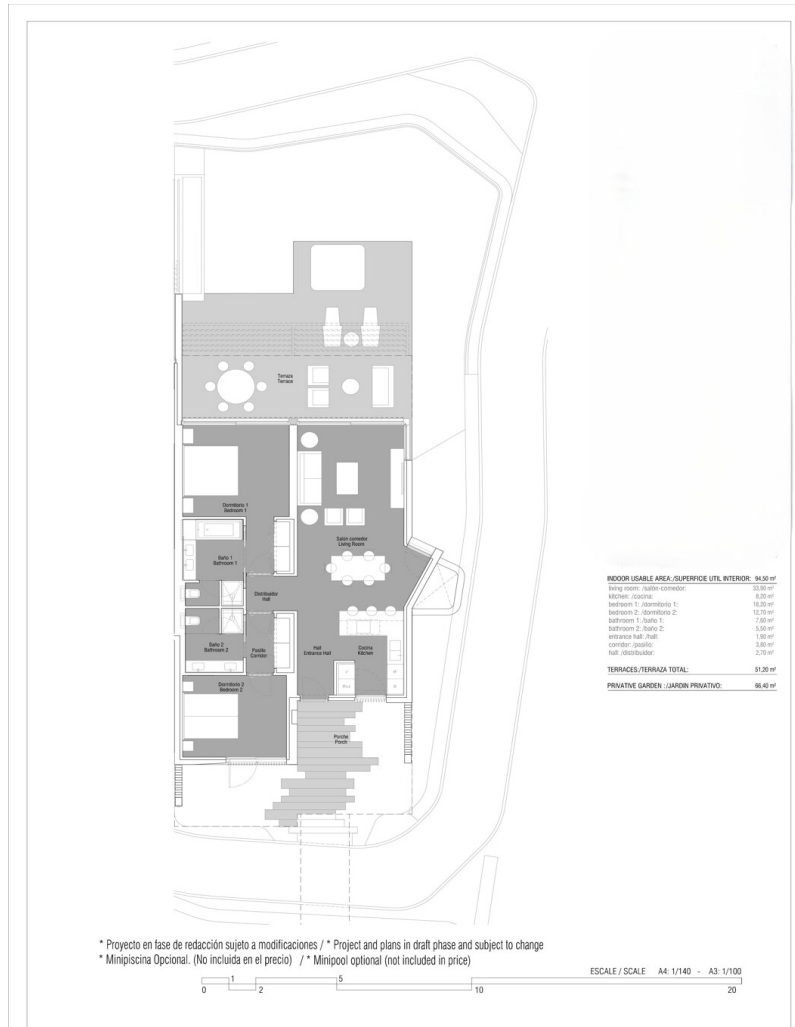 Terraza
Terrace
Dormitorio 1
Bedroom 1
Salón comedor
Living Room
Baño 1
Bathroom 1
Distribuidor
Hall
Baño 2
Bathroom 2
Pasillo
Corridor
Hall
Entrance Hall
Cocina
Kitchen
Dormitorio 2
Bedroom 2
Porche
Porch
INDOOR USABLE AREA:/SUPERFICIE UTIL INTERIOR: 94,50 m²
living room: /salón-comedor: 33,90 m²
kitchen: /cocina: 8,20 m²
bedroom 1: /dormitorio 1: 18,20 m²
bedroom 2: /dormitorio 2: 12,70 m²
bathroom 1:/baño 1: 7,60 m²
bathroom 2:/baño 2: 5,50 m²
entrance hall: /hall: 1,90 m²
corridor: /pasillo: 3,80 m²
hall /distribuidor: 2,70 m²
TERRACES:/TERRAZA TOTAL: 51,20 m²
PRIVATIVE GARDEN :/JARDIN PRIVATIVO: 66,40 m²
* Proyecto en fase de redacción sujeto a modificaciones / * Project and plans in draft phase and subject to change
* Minipiscina Opcional. (No incluida en el precio) / * Minipool optional (not included in price)
ESCALE / SCALE A4: 1/140 - A3: 1/100
0 1 2 5 10 20